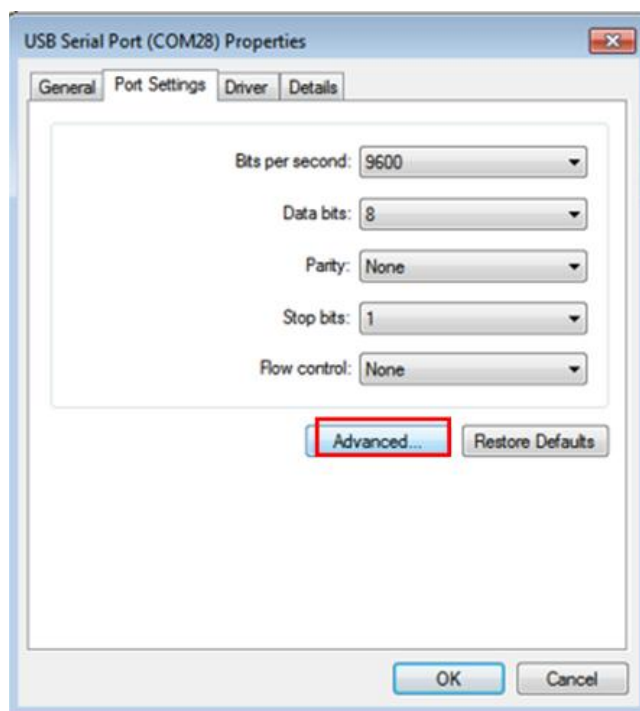 USB Serial Port (COM28) Properties
General Port Settings Driver Details
Bits per second: 9600
Data bits: 8
Parity: None
Stop bits: 1
Flow control: None
Advanced... Restore Defaults
OK Cancel